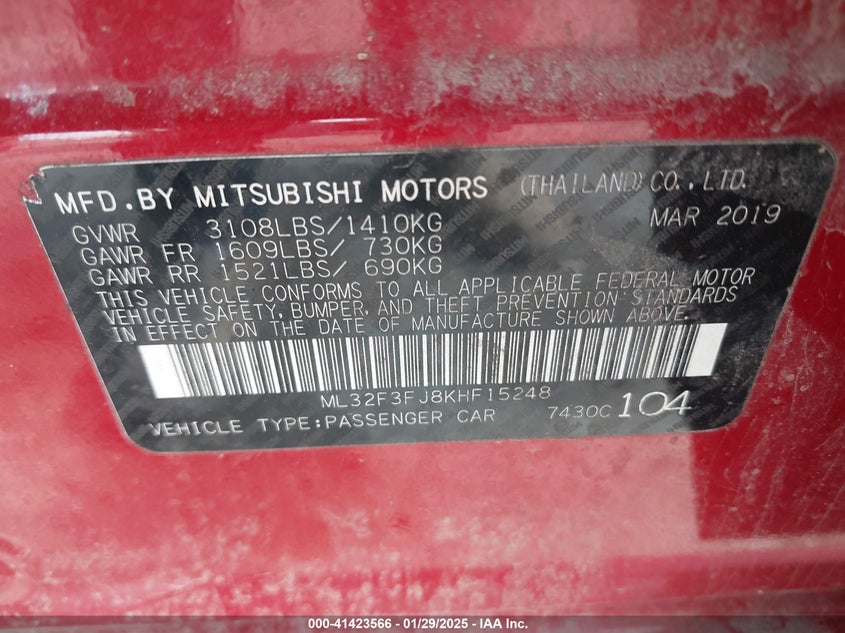 MFD.BY MITSUBISHI MOTORS (THAILAND) CO., LTD.
GVWR 3108LBS/1410KG MAR 2019
GAWR FR 1609LBS/ 730KG
GAWR RR 1521LBS/ 690KG
THIS VEHICLE CONFORMS TO ALL APPLICABLE FEDERAL MOTOR
VEHICLE SAFETY, BUMPER, AND THEFT PREVENTION STANDARDS
IN EFFECT ON THE DATE OF MANUFACTURE SHOWN ABOVE.
ML32F3FJ8KHF15248
VEHICLE TYPE:PASSENGER CAR 7430C 104
000-41423566 - 01/29/2025 - IAA Inc.